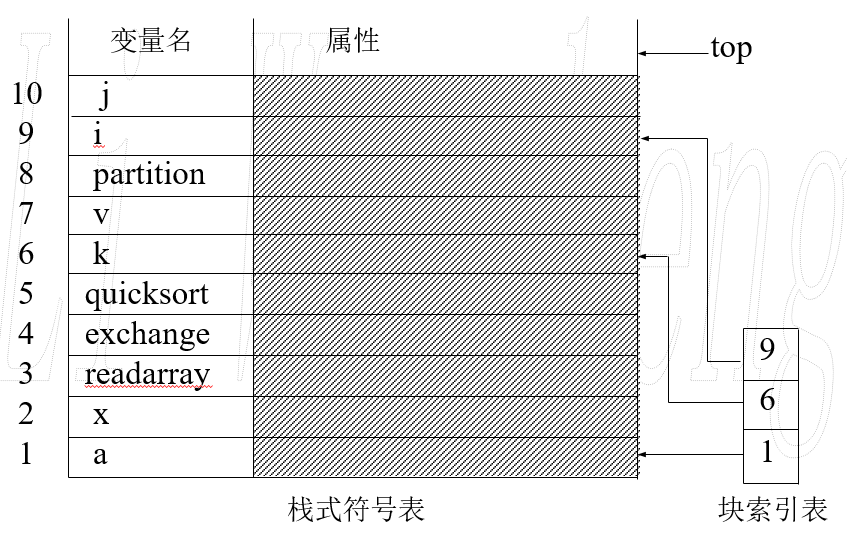 变量名 属性 top
10 j
9 i
8 partition
7 v
6 k
5 quicksort
4 exchange
3 readarray
2 x
1 a
9
6
1
栈式符号表 块索引表